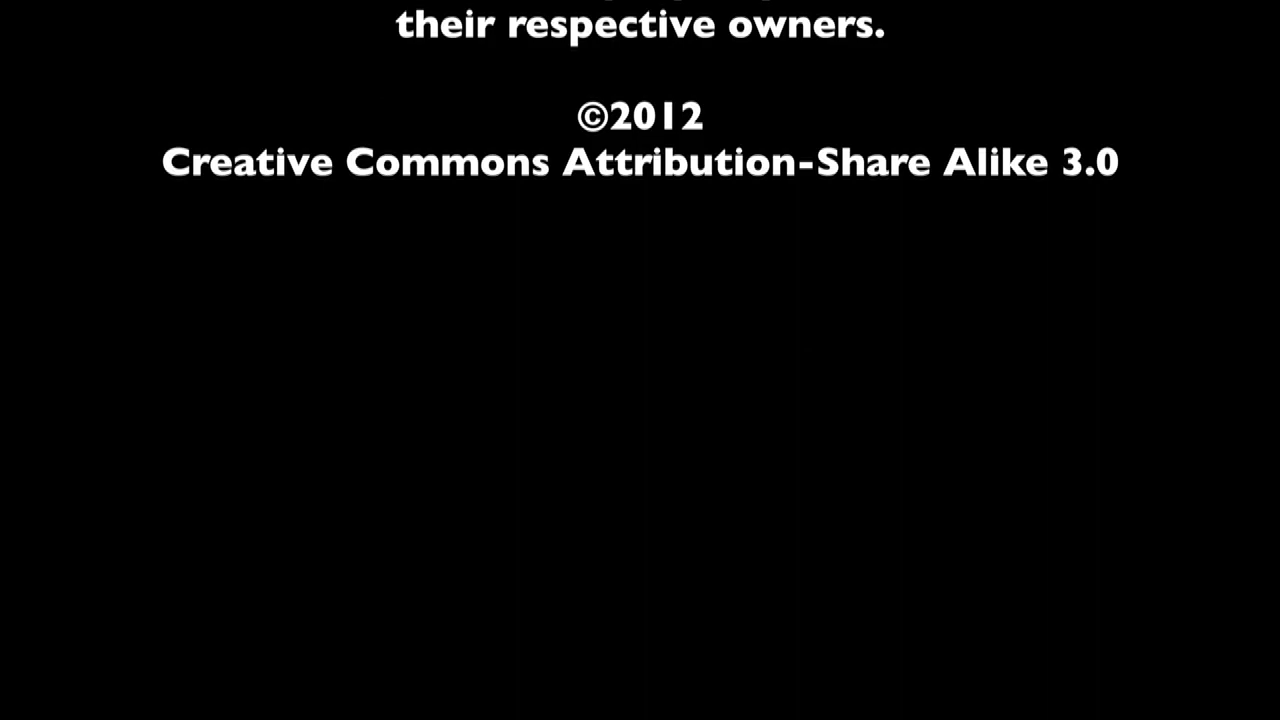 their respective owners.
©2012
Creative Commons Attribution-Share Alike 3.0